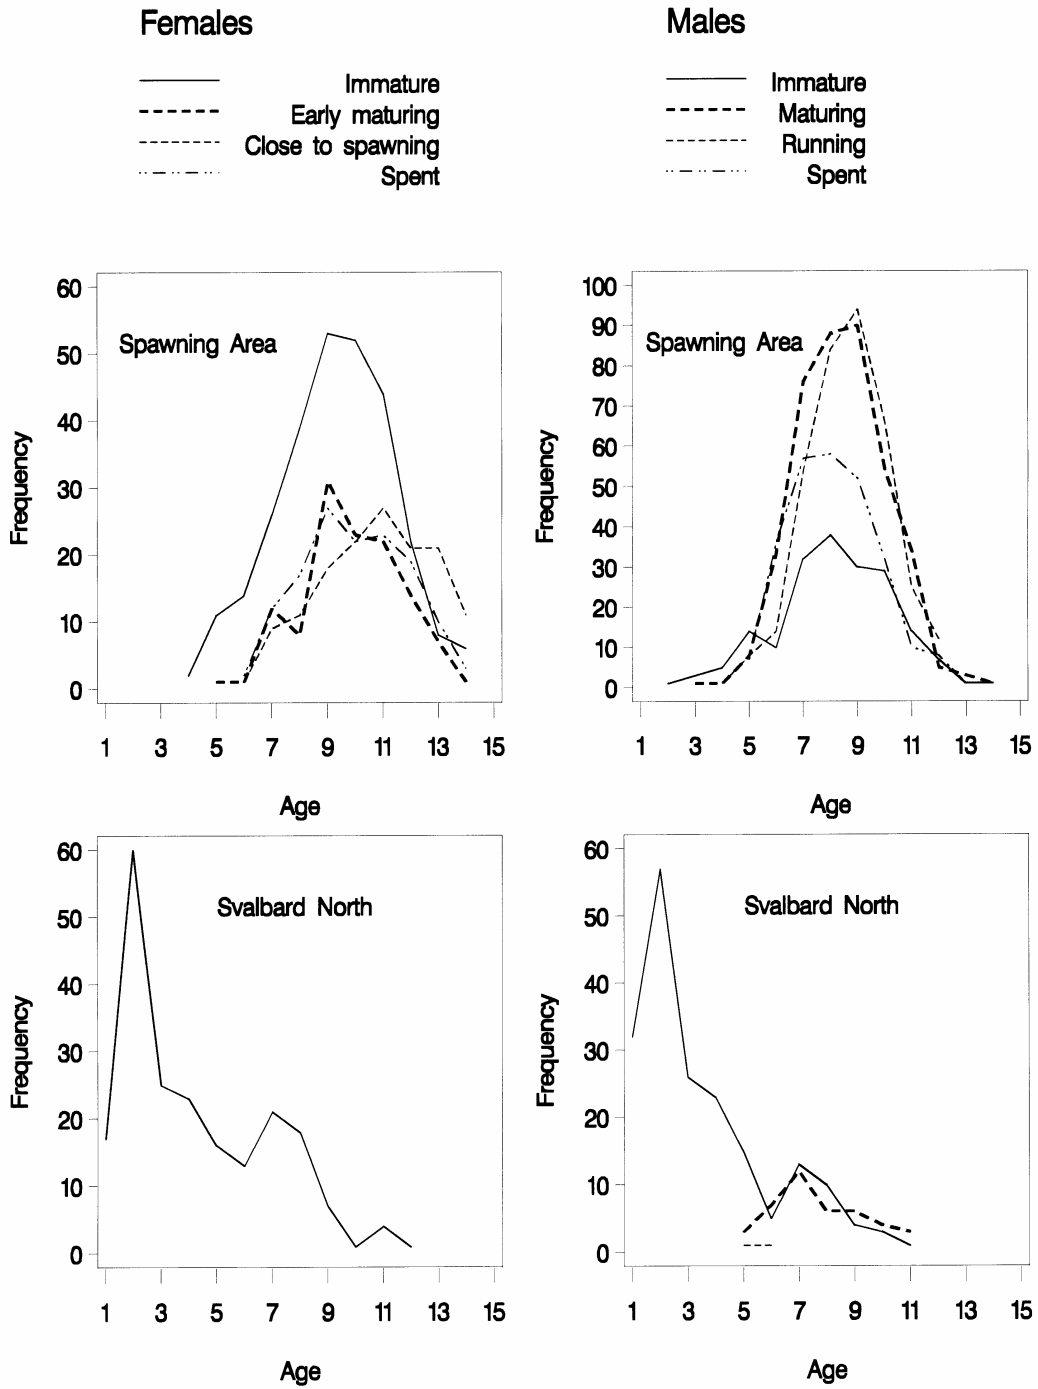 Females
Immature
Early maturing
Close to spawning
Spent
Males
Immature
Maturing
Running
Spent
Spawning Area
Frequency
60
50
40
30
20
10
0
1 3 5 7 9 11 13 15
Age
Spawning Area
Frequency
100
90
80
70
60
50
40
30
20
10
0
1 3 5 7 9 11 13 15
Age
Svalbard North
Frequency
60
50
40
30
20
10
0
1 3 5 7 9 11 13 15
Age
Svalbard North
Frequency
60
50
40
30
20
10
0
1 3 5 7 9 11 13 15
Age